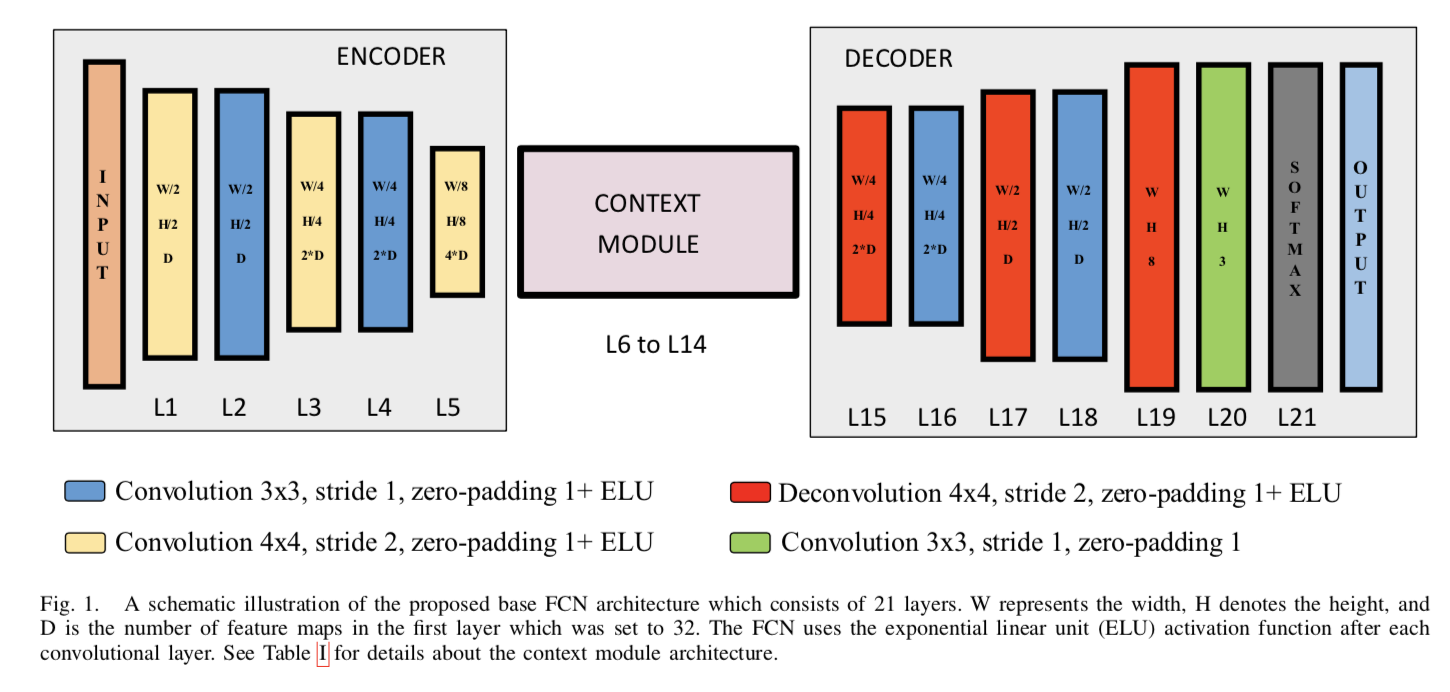 ENCODER
INPUT
W/2
H/2
D
W/2
H/2
D
W/4
H/4
2*D
W/4
H/4
2*D
W/8
H/8
4*D
L1 L2 L3 L4 L5
CONTEXT
MODULE
L6 to L14
DECODER
W/4
H/4
2*D
W/4
H/4
2*D
W/2
H/2
D
W/2
H/2
D
W
H
8
W
H
3
SOFTMAX
OUTPUT
L15 L16 L17 L18 L19 L20 L21
Convolution 3x3, stride 1, zero-padding 1+ ELU
Convolution 4x4, stride 2, zero-padding 1+ ELU
Deconvolution 4x4, stride 2, zero-padding 1+ ELU
Convolution 3x3, stride 1, zero-padding 1
Fig. 1. A schematic illustration of the proposed base FCN architecture which consists of 21 layers. W represents the width, H denotes the height, and
D is the number of feature maps in the first layer which was set to 32. The FCN uses the exponential linear unit (ELU) activation function after each
convolutional layer. See Table I for details about the context module architecture.